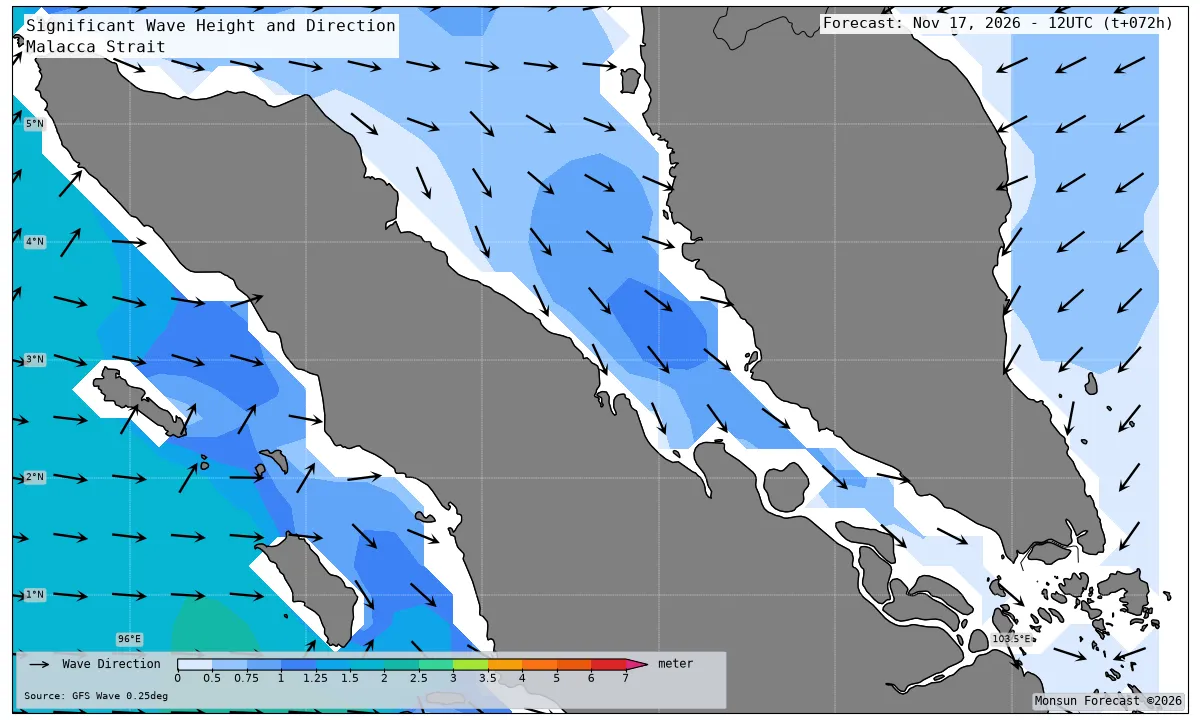 Significant Wave Height and Direction
Malacca Strait
Forecast: Nov 17, 2026 - 12UTC (t+072h)
5°N
4°N
3°N
2°N
1°N
96°E
103.5°E
Wave Direction
meter
0 0.5 0.75 1 1.25 1.5 2 2.5 3 3.5 4 5 6 7
Source: GFS Wave 0.25deg
Monsun Forecast ©2026